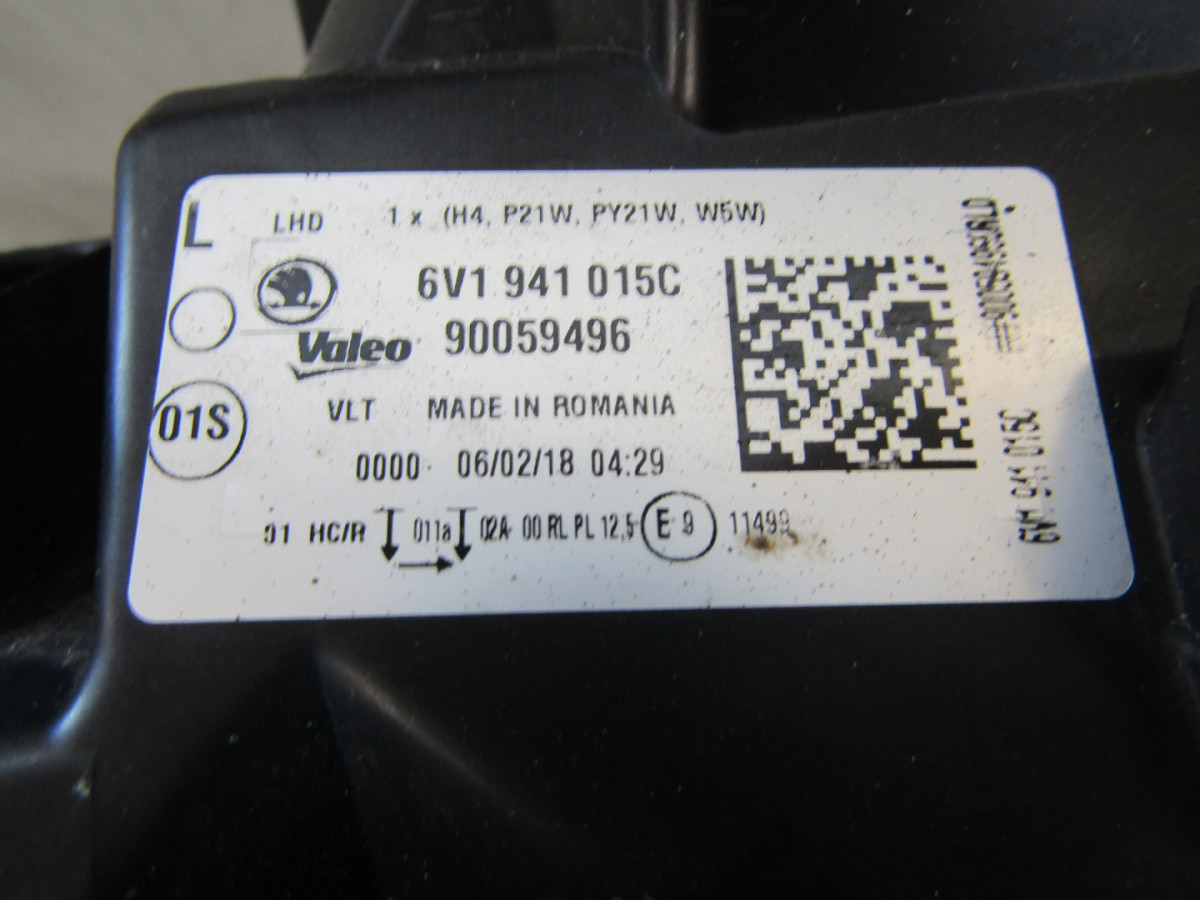 L LHD 1 x (H4, P21W, PY21W, W5W)
6V1 941 015C
Valeo 90059496
01S
VLT MADE IN ROMANIA
0000 06/02/18 04:29
01 HC/R 011a 02A 00 RL PL 12,5 E 9 11499
6V1 941 015C